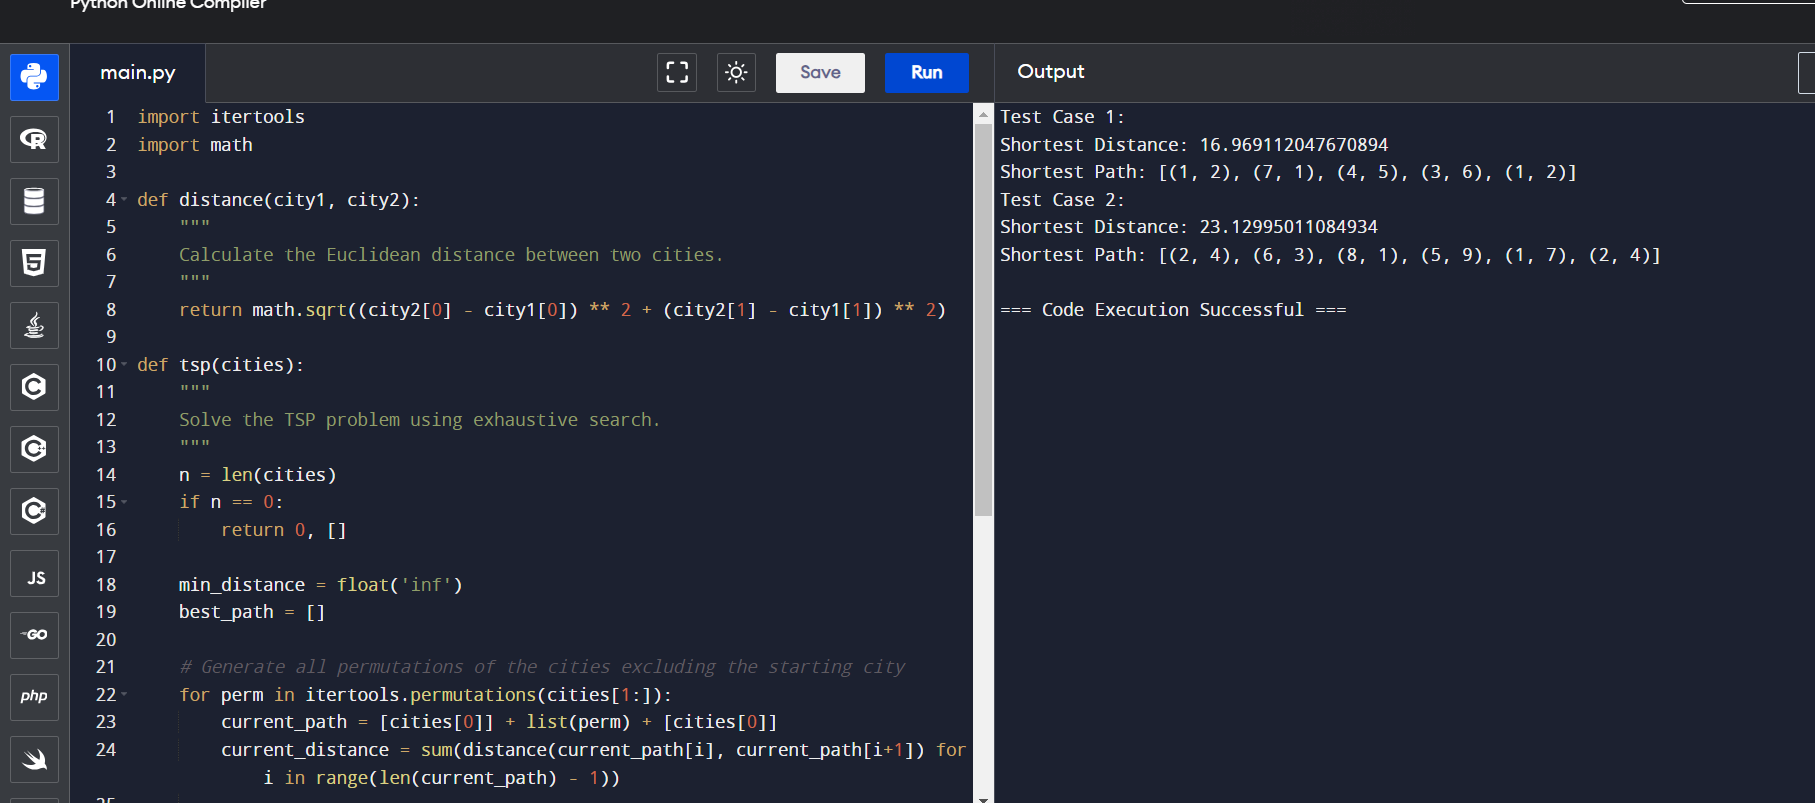 Python Online Compiler
main.py
Save
Run
Output
1 import itertools
2 import math
3
4 def distance(city1, city2):
5 """
6 Calculate the Euclidean distance between two cities.
7 """
8 return math.sqrt((city2[0] - city1[0]) ** 2 + (city2[1] - city1[1]) ** 2)
9
10 def tsp(cities):
11 """
12 Solve the TSP problem using exhaustive search.
13 """
14 n = len(cities)
15 if n == 0:
16 return 0, []
17
18 min_distance = float('inf')
19 best_path = []
20
21 # Generate all permutations of the cities excluding the starting city
22 for perm in itertools.permutations(cities[1:]):
23 current_path = [cities[0]] + list(perm) + [cities[0]]
24 current_distance = sum(distance(current_path[i], current_path[i+1]) for
i in range(len(current_path) - 1))
25
Test Case 1:
Shortest Distance: 16.969112047670894
Shortest Path: [(1, 2), (7, 1), (4, 5), (3, 6), (1, 2)]
Test Case 2:
Shortest Distance: 23.12995011084934
Shortest Path: [(2, 4), (6, 3), (8, 1), (5, 9), (1, 7), (2, 4)]
=== Code Execution Successful ===
R
5
C
C
C
JS
GO
php